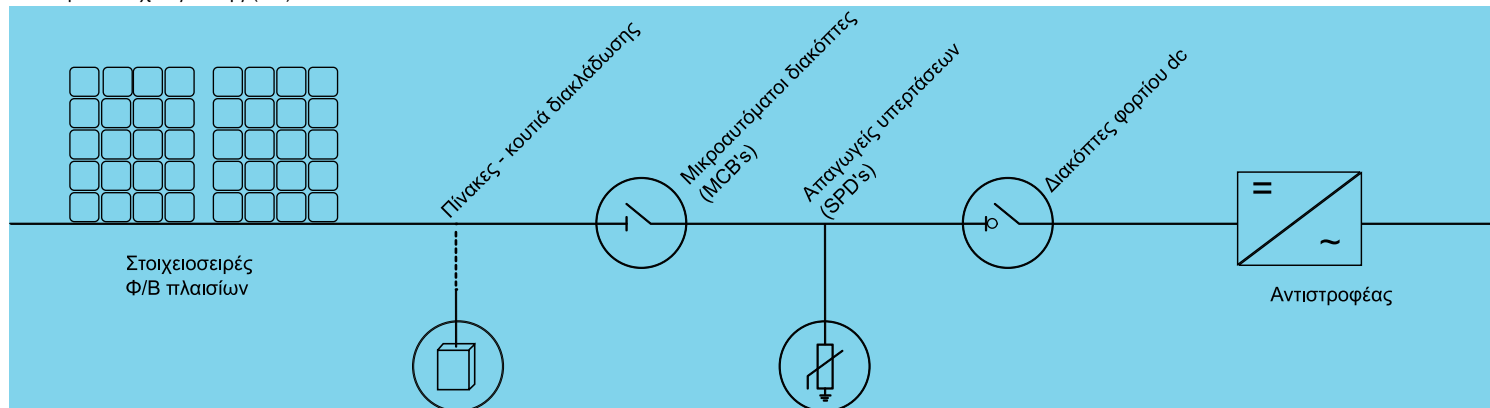 Πίνακες - κουτιά διακλάδωσης
Μικροαυτόματοι διακόπτες
(MCB's)
Απαγωγείς υπερτάσεων
(SPD's)
Διακόπτες φορτίου dc
Στοιχειοσειρές
Φ/Β πλαισίων
Αντιστροφέας